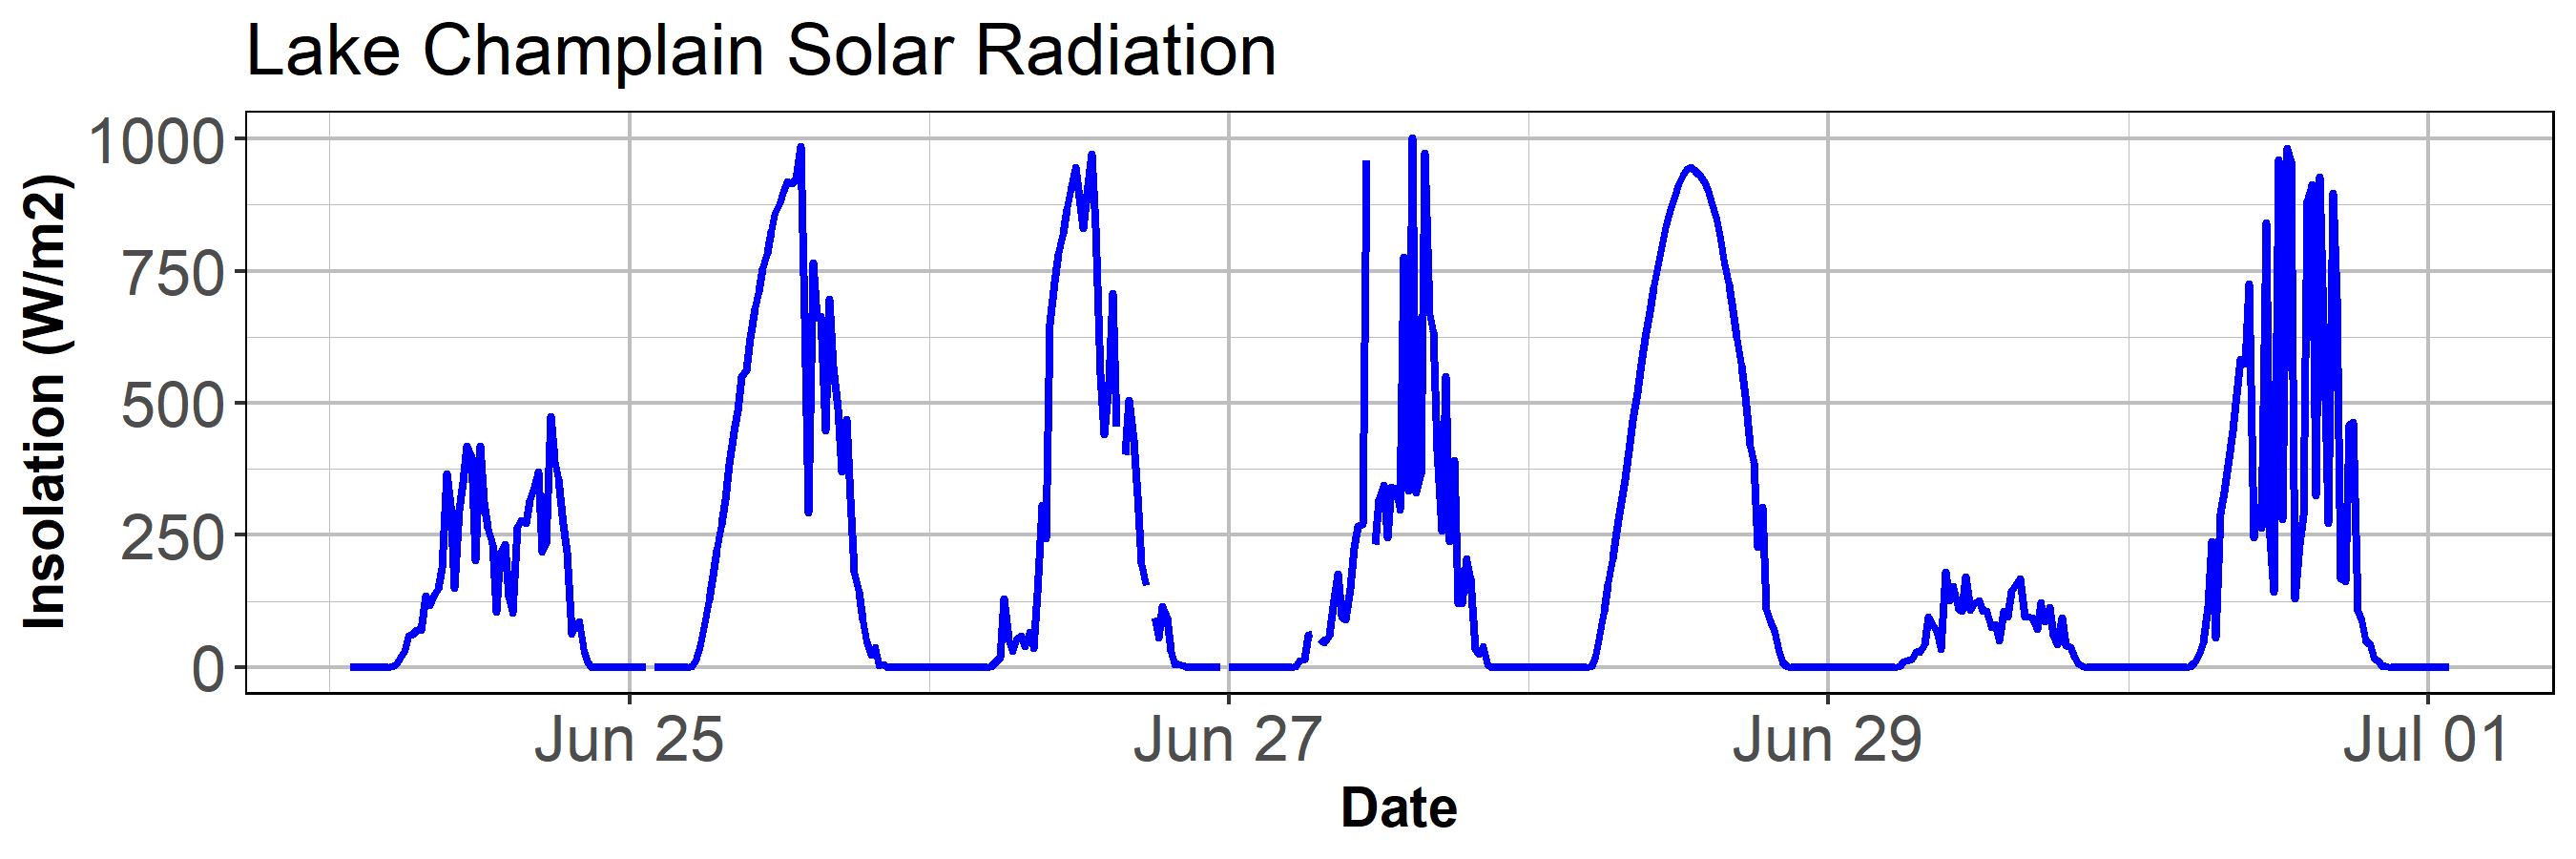 Lake Champlain Solar Radiation
Insolation (W/m2)
1000
750
500
250
0
Jun 25
Jun 27
Jun 29
Jul 01
Date